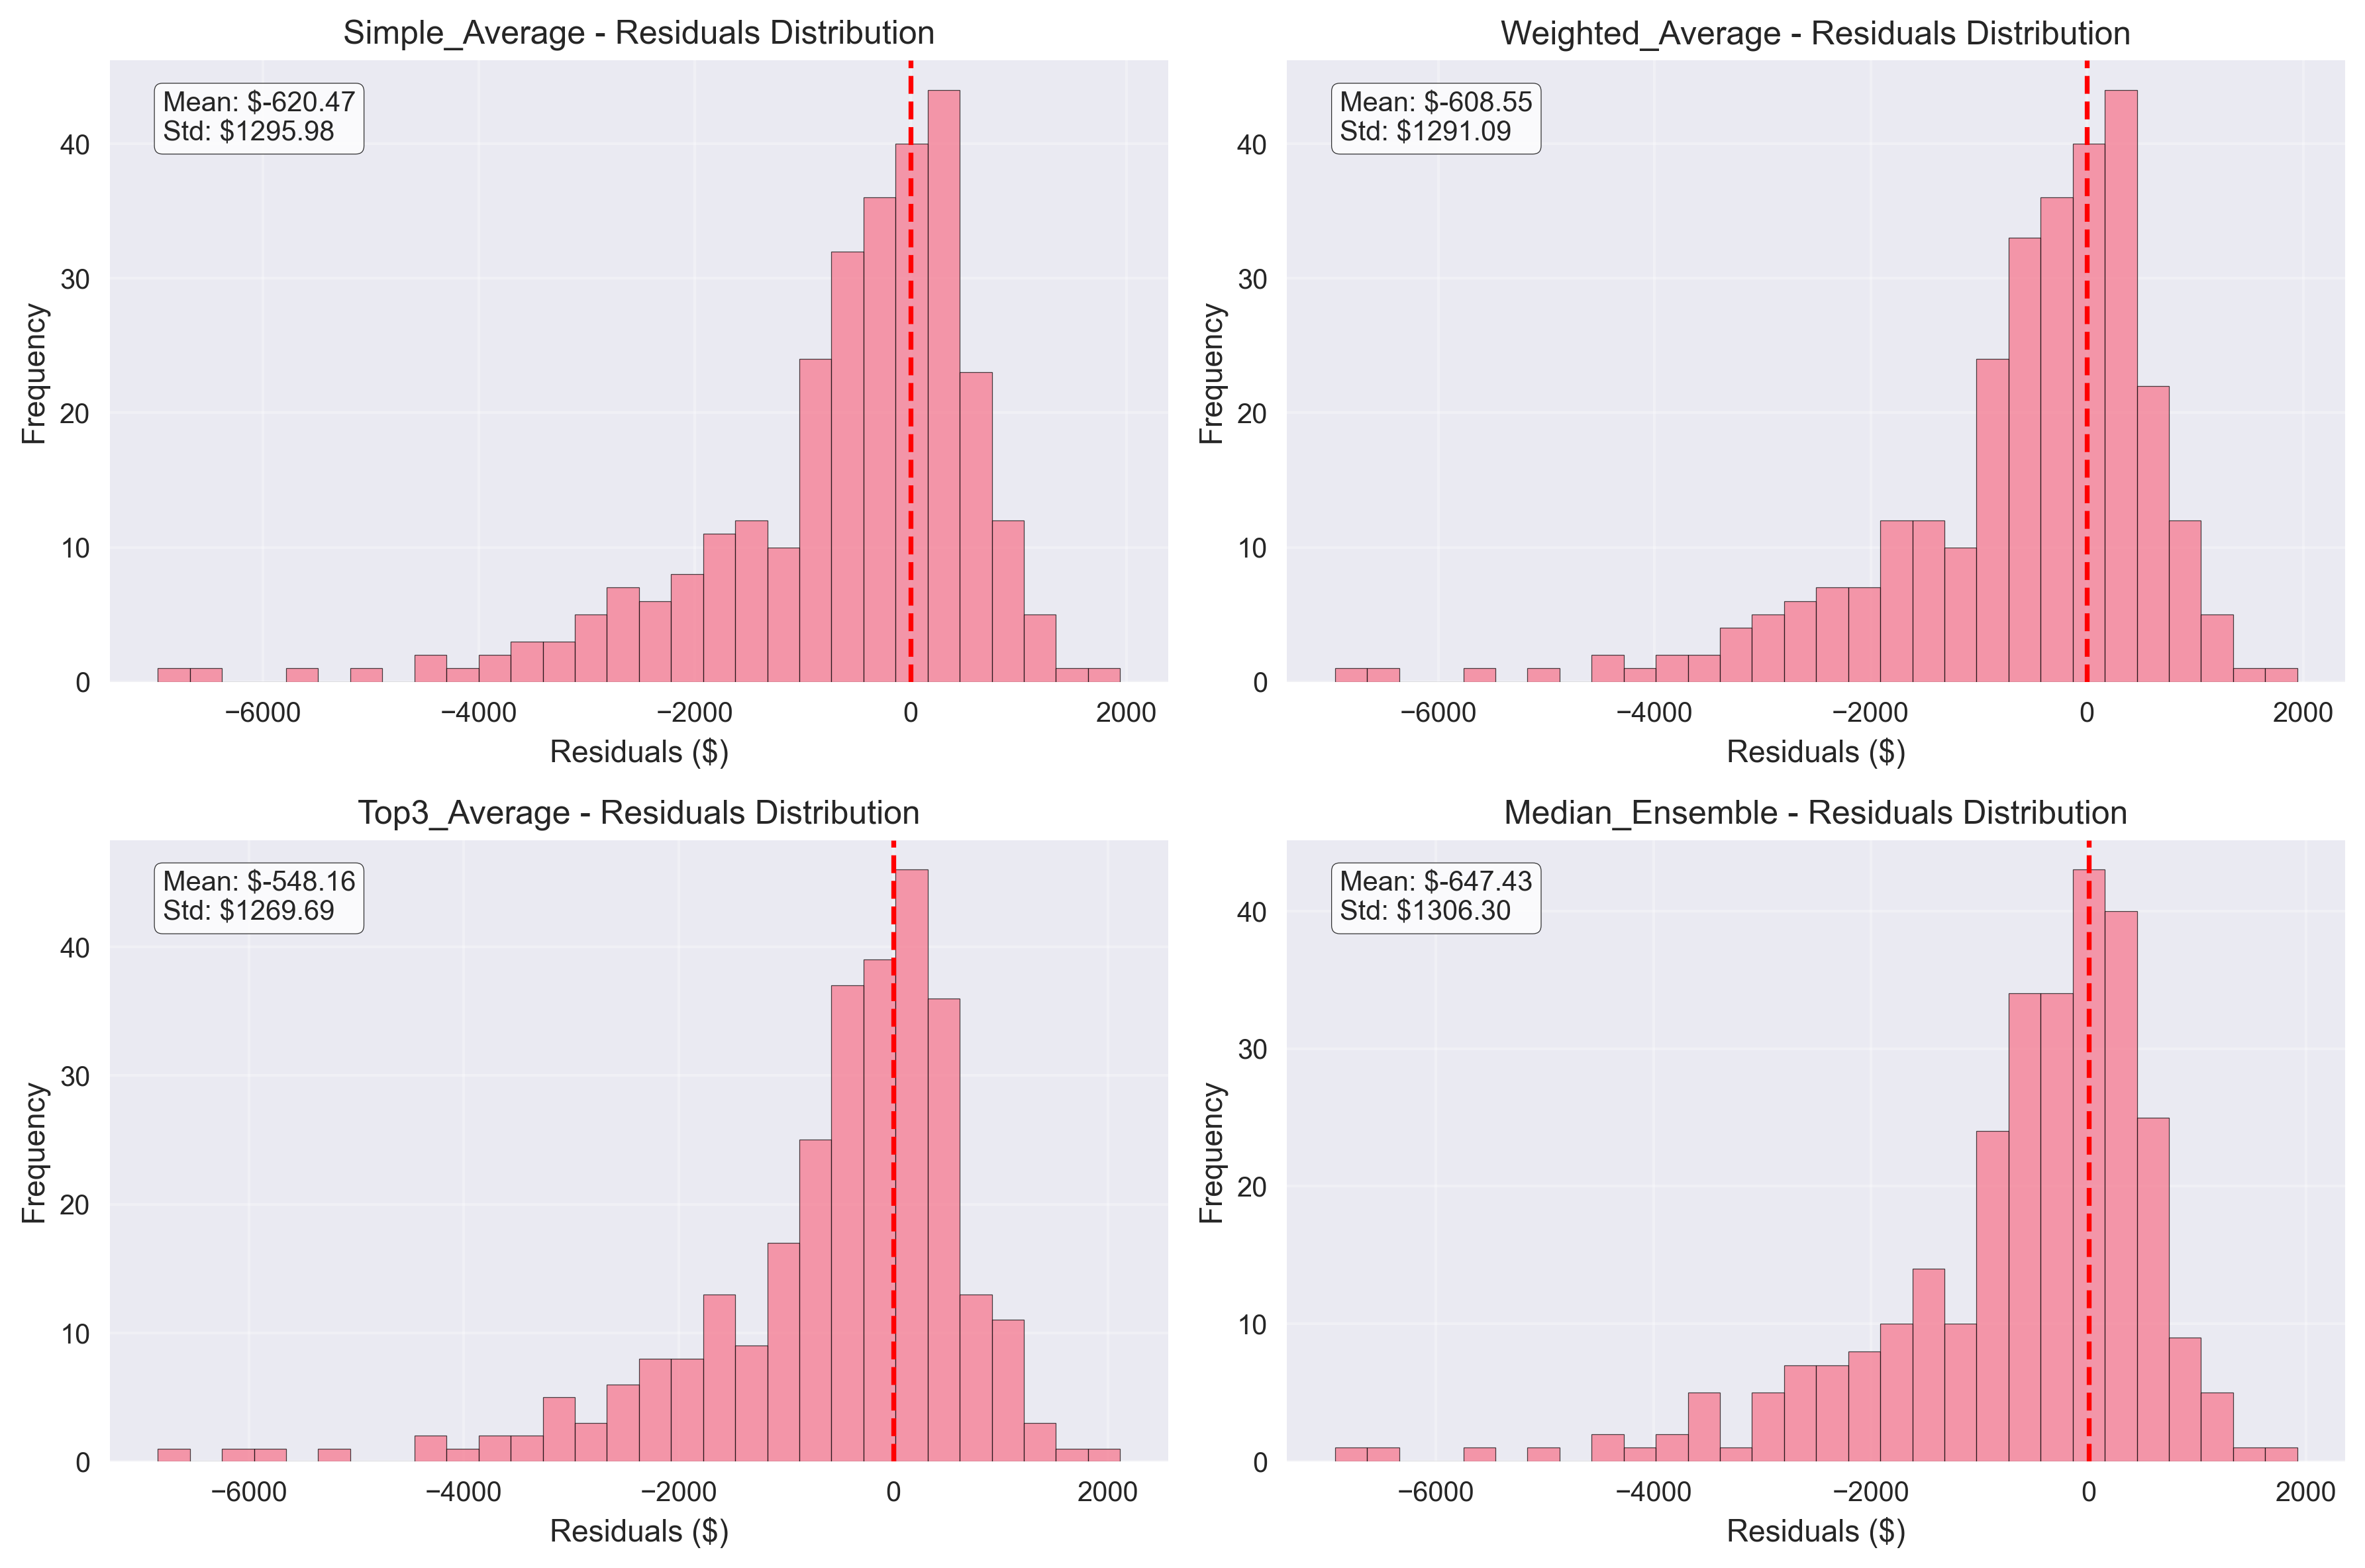 Simple_Average - Residuals Distribution
Mean: $-620.47
Std: $1295.98
Frequency
40
30
20
10
0
−6000 −4000 −2000 0 2000
Residuals ($)
Weighted_Average - Residuals Distribution
Mean: $-608.55
Std: $1291.09
Frequency
40
30
20
10
0
−6000 −4000 −2000 0 2000
Residuals ($)
Top3_Average - Residuals Distribution
Mean: $-548.16
Std: $1269.69
Frequency
40
30
20
10
0
−6000 −4000 −2000 0 2000
Residuals ($)
Median_Ensemble - Residuals Distribution
Mean: $-647.43
Std: $1306.30
Frequency
40
30
20
10
0
−6000 −4000 −2000 0 2000
Residuals ($)